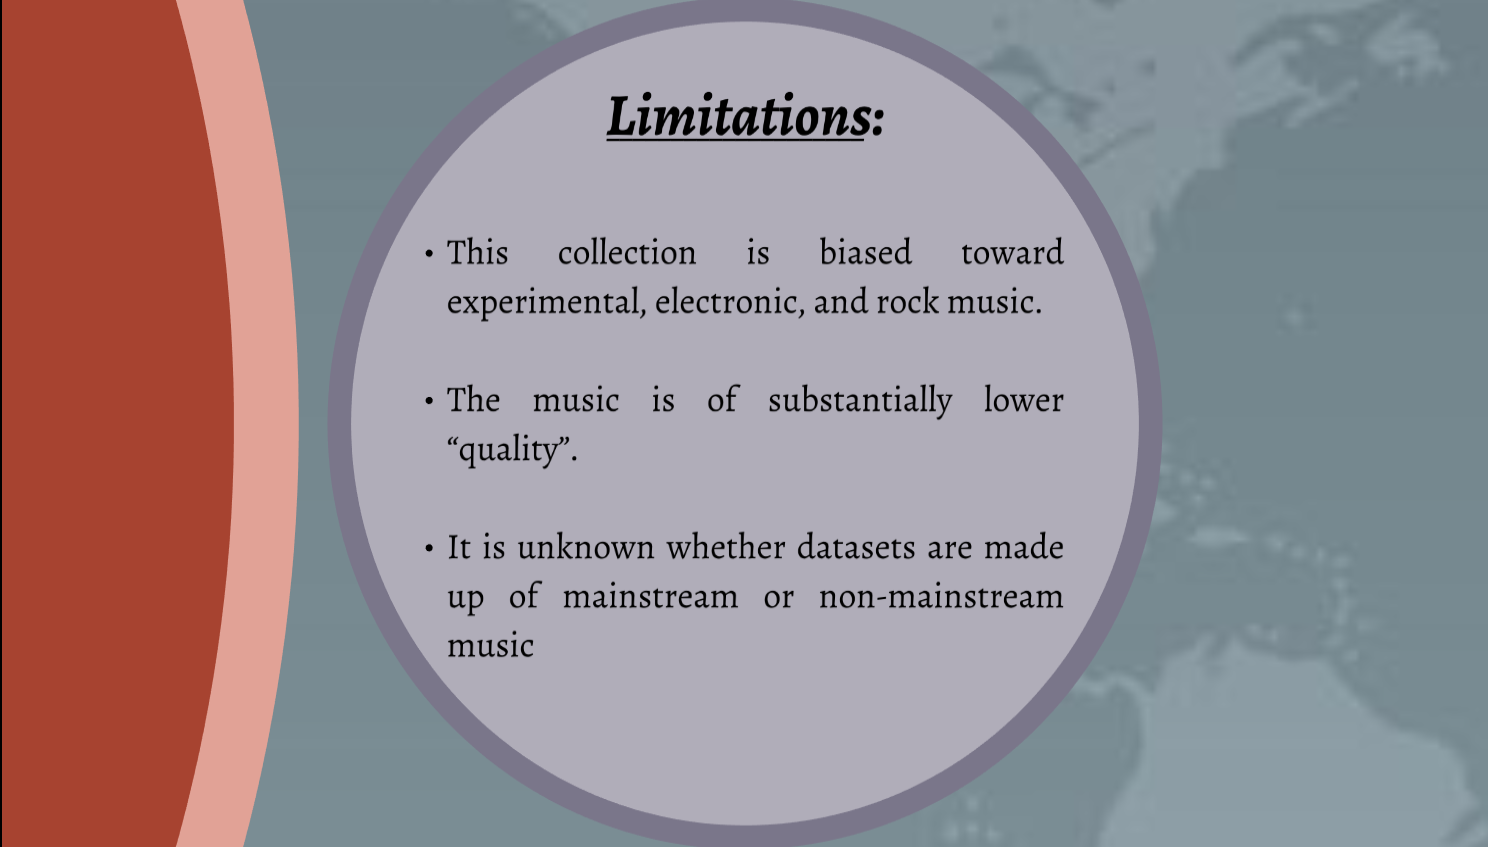 Limitations:
• This collection is biased toward
experimental, electronic, and rock music.
• The music is of substantially lower
“quality”.
• It is unknown whether datasets are made
up of mainstream or non-mainstream
music